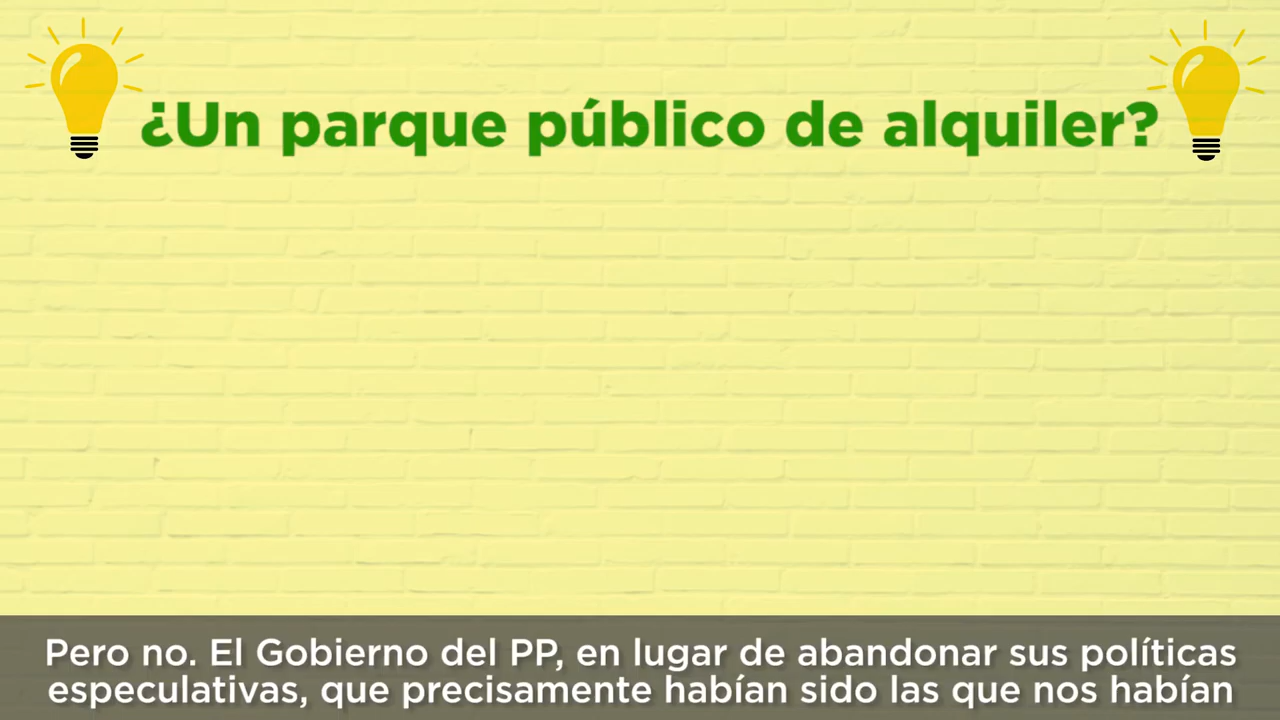 ¿Un parque público de alquiler?
Pero no. El Gobierno del PP, en lugar de abandonar sus políticas
especulativas, que precisamente habían sido las que nos habían